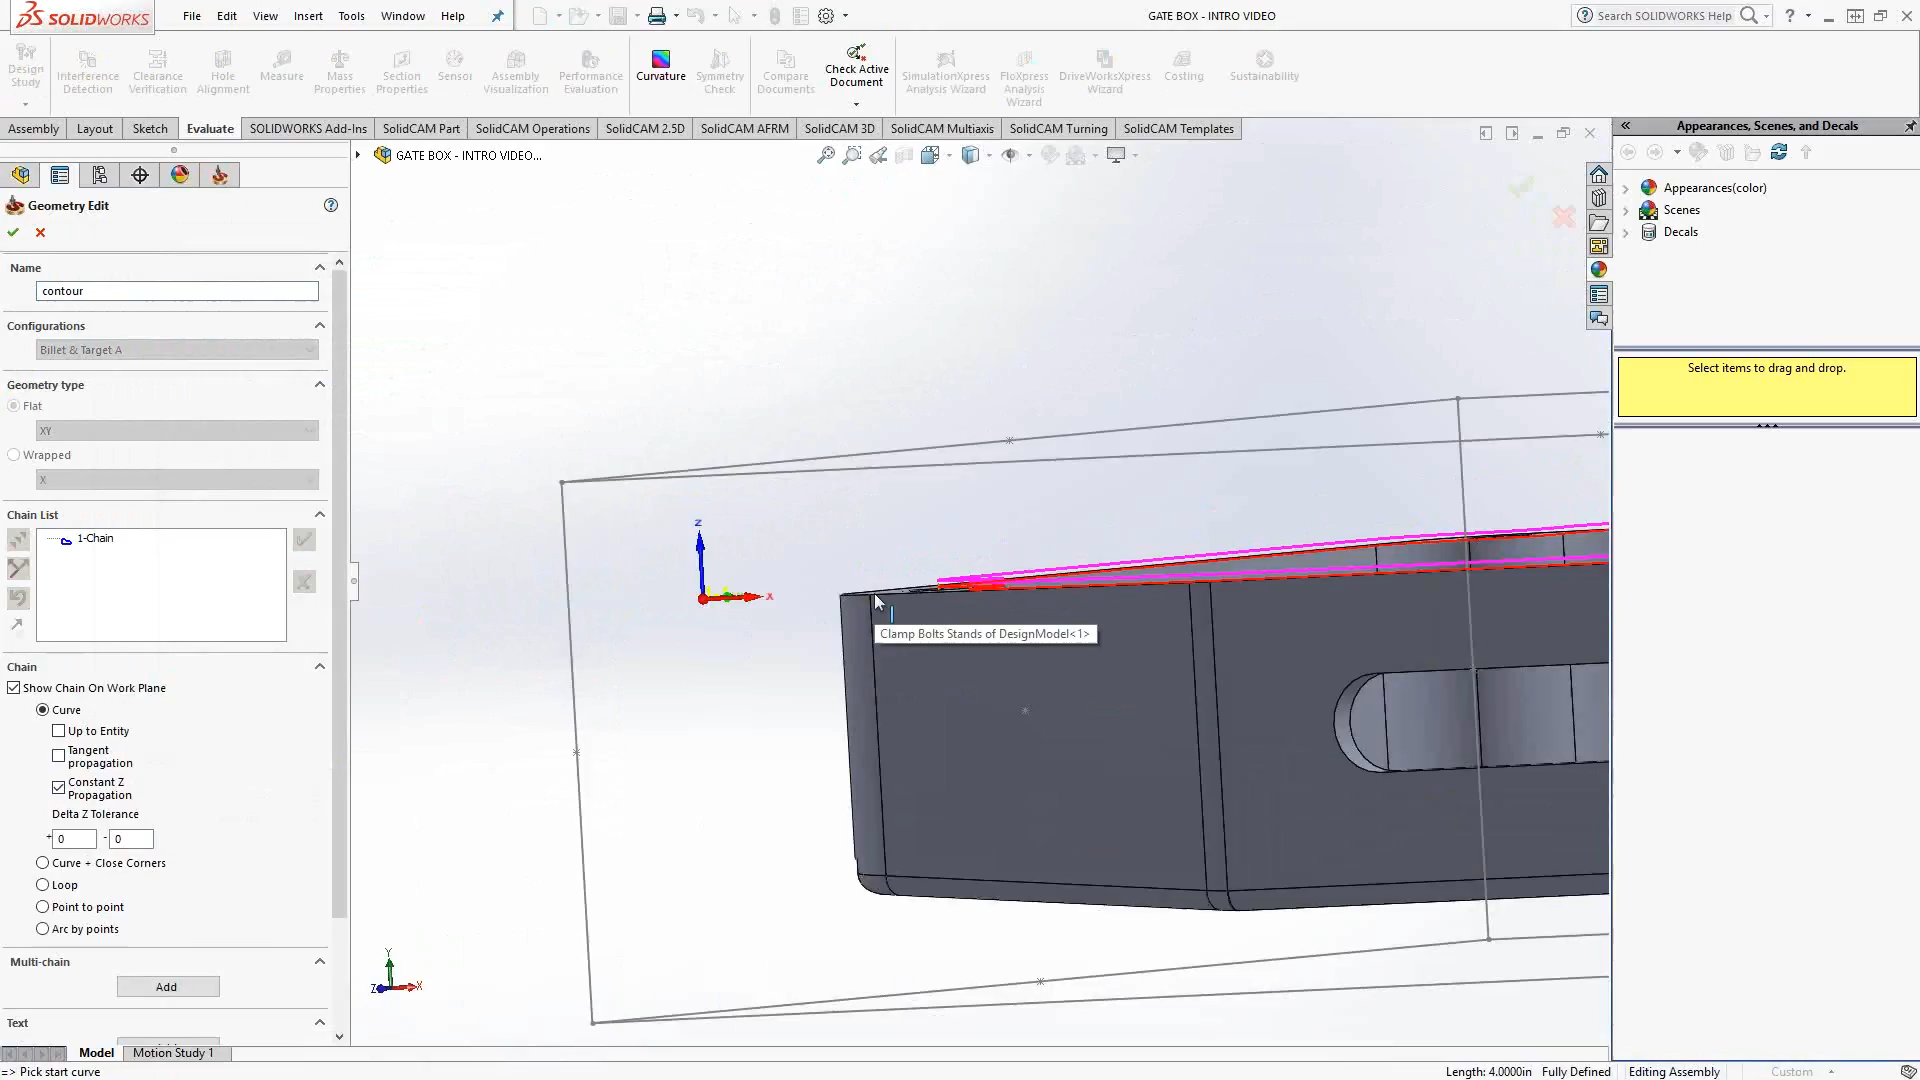 SOLIDWORKS
File Edit View Insert Tools Window Help
GATE BOX - INTRO VIDEO
Search SOLIDWORKS Help
?
Design Study
Interference Detection
Clearance Verification
Hole Alignment
Measure
Mass Properties
Section Properties
Sensor
Assembly Visualization
Performance Evaluation
Curvature
Symmetry Check
Compare Documents
Check Active Document
SimulationXpress Analysis Wizard
FloXpress Analysis Wizard
DriveWorksXpress Wizard
Costing
Sustainability
Assembly Layout Sketch Evaluate SOLIDWORKS Add-Ins SolidCAM Part SolidCAM Operations SolidCAM 2.5D SolidCAM AFRM SolidCAM 3D SolidCAM Multiaxis SolidCAM Turning SolidCAM Templates
Appearances, Scenes, and Decals
GATE BOX - INTRO VIDEO...
Geometry Edit
?
Name
contour
Configurations
Billet & Target A
Geometry type
Flat
XY
Wrapped
X
Chain List
1-Chain
Chain
Show Chain On Work Plane
Curve
Up to Entity
Tangent
propagation
Constant Z
Propagation
Delta Z Tolerance
+ 0 - 0
Curve + Close Corners
Loop
Point to point
Arc by points
Multi-chain
Add
Text
z
x
Clamp Bolts Stands of DesignModel<1>
Y
Z X
Appearances(color)
Scenes
Decals
Select items to drag and drop.
Model Motion Study 1
=> Pick start curve
Length: 4.0000in Fully Defined Editing Assembly Custom